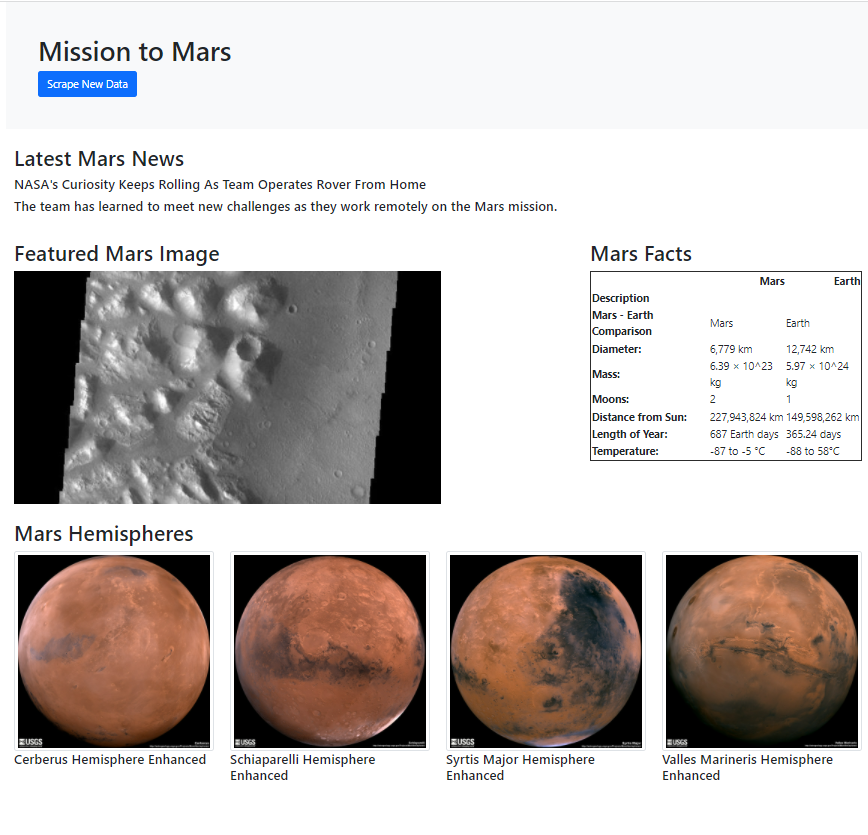 Mission to Mars
Scrape New Data
Latest Mars News
NASA's Curiosity Keeps Rolling As Team Operates Rover From Home
The team has learned to meet new challenges as they work remotely on the Mars mission.
Featured Mars Image
Mars Facts
Mars Earth
Description
Mars - Earth
Comparison Mars Earth
Diameter: 6,779 km 12,742 km
Mass: 6.39 × 10^23 kg 5.97 × 10^24 kg
Moons: 2 1
Distance from Sun: 227,943,824 km 149,598,262 km
Length of Year: 687 Earth days 365.24 days
Temperature: -87 to -5 °C -88 to 58°C
Mars Hemispheres
USGS
USGS
USGS
USGS
Cerberus Hemisphere Enhanced
Schiaparelli Hemisphere
Enhanced
Syrtis Major Hemisphere
Enhanced
Valles Marineris Hemisphere
Enhanced